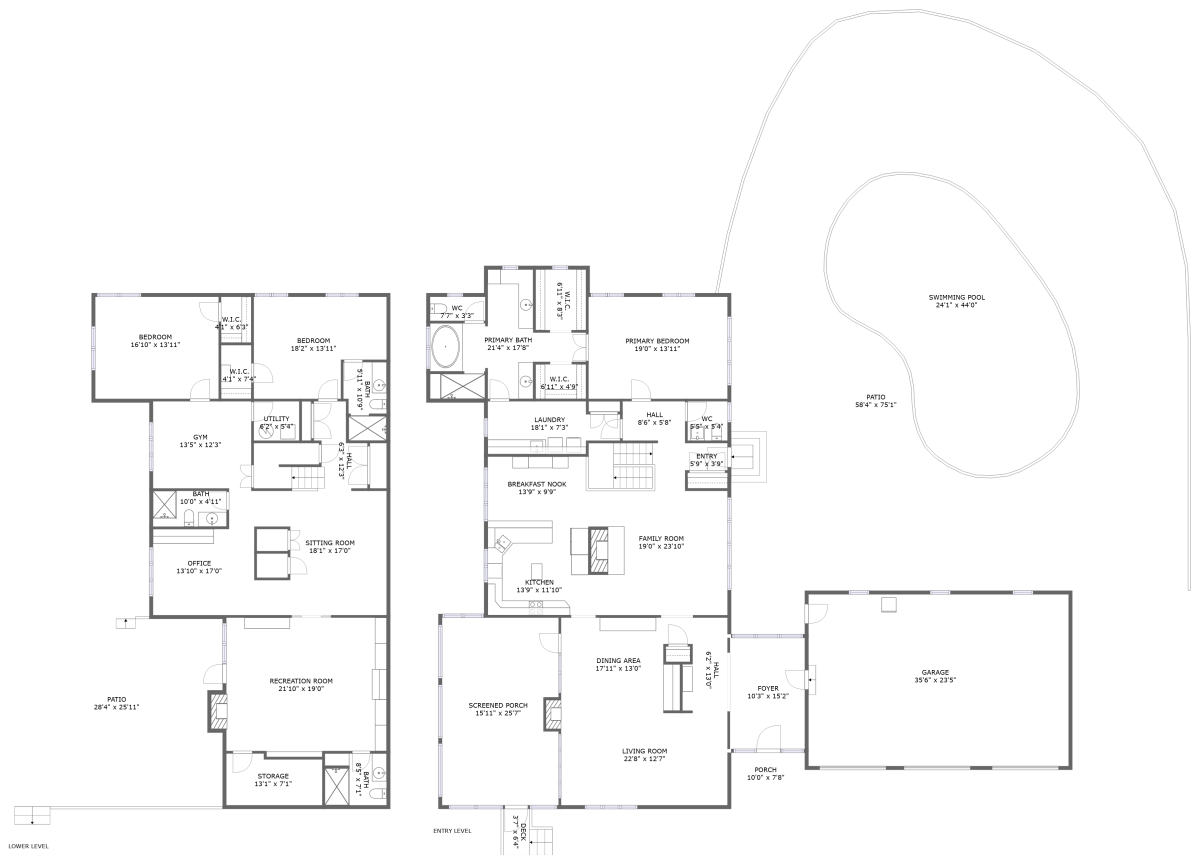 SWIMMING POOL
24'1" x 44'0"
PATIO
58'4" x 75'1"
BEDROOM
16'10" x 13'11"
W.I.C.
4'1" x 6'3"
W.I.C.
4'1" x 7'4"
BEDROOM
18'2" x 13'11"
BATH
5'11" x 10'9"
GYM
13'5" x 12'3"
UTILITY
6'2" x 5'4"
HALL
6'3" x 12'3"
BATH
10'0" x 4'11"
OFFICE
13'10" x 17'0"
SITTING ROOM
18'1" x 17'0"
PATIO
28'4" x 25'11"
RECREATION ROOM
21'10" x 19'0"
STORAGE
13'1" x 7'1"
BATH
8'5" x 7'1"
LOWER LEVEL
WC
7'7" x 3'3"
PRIMARY BATH
21'4" x 17'8"
W.I.C.
6'11" x 8'3"
W.I.C.
6'11" x 4'9"
PRIMARY BEDROOM
19'0" x 13'11"
LAUNDRY
18'1" x 7'3"
HALL
8'6" x 5'8"
WC
5'5" x 5'4"
ENTRY
5'9" x 3'9"
BREAKFAST NOOK
13'9" x 9'9"
FAMILY ROOM
19'0" x 23'10"
KITCHEN
13'9" x 11'10"
SCREENED PORCH
15'11" x 25'7"
DINING AREA
17'11" x 13'0"
HALL
6'2" x 13'0"
LIVING ROOM
22'8" x 12'7"
FOYER
10'3" x 15'2"
PORCH
10'0" x 7'8"
GARAGE
35'6" x 23'5"
DECK
3'7" x 6'4"
ENTRY LEVEL